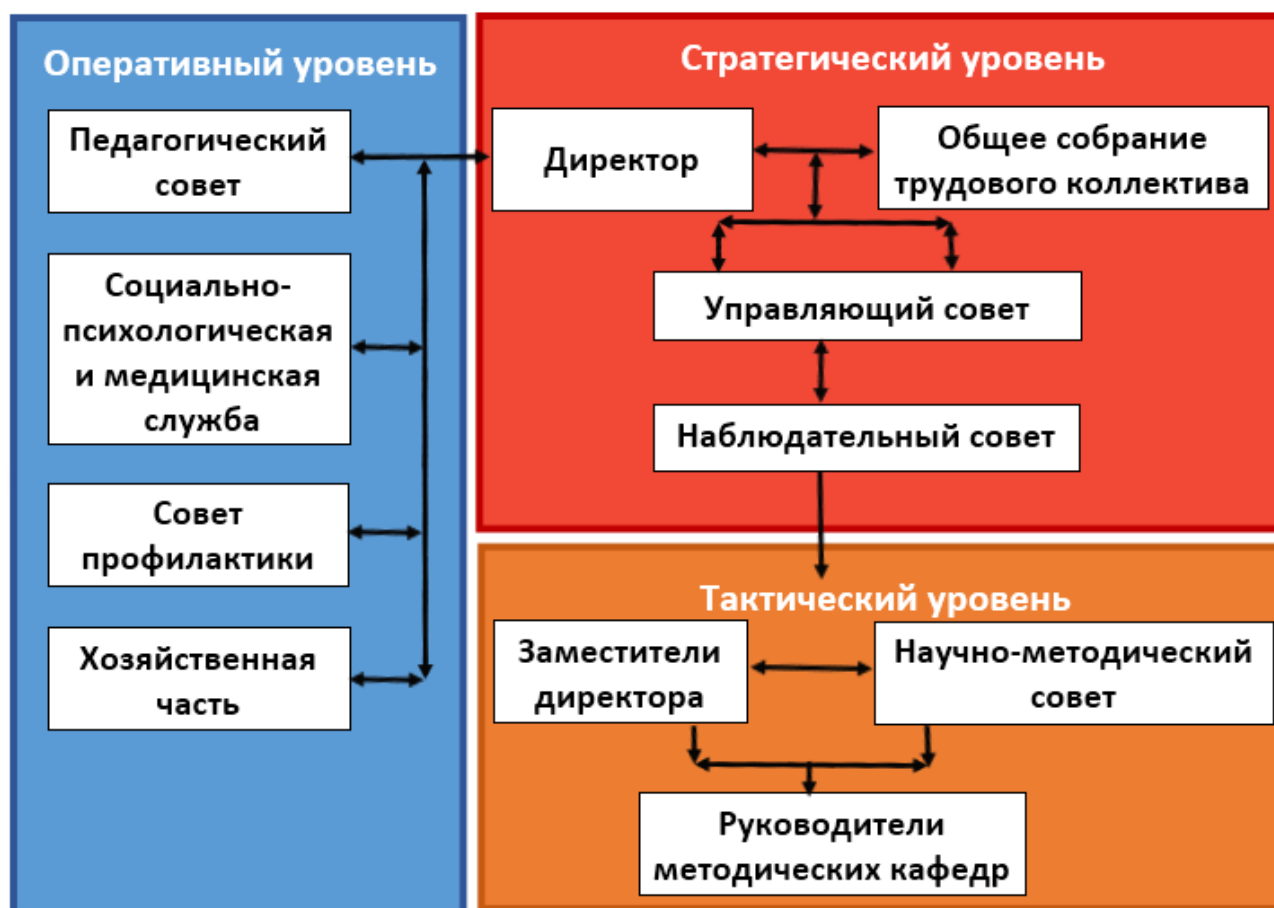 Оперативный уровень
Педагогический
совет
Социально-
психологическая
и медицинская
служба
Совет
профилактики
Хозяйственная
часть
Стратегический уровень
Директор
Общее собрание
трудового коллектива
Управляющий совет
Наблюдательный совет
Тактический уровень
Заместители
директора
Научно-методический
совет
Руководители
методических кафедр